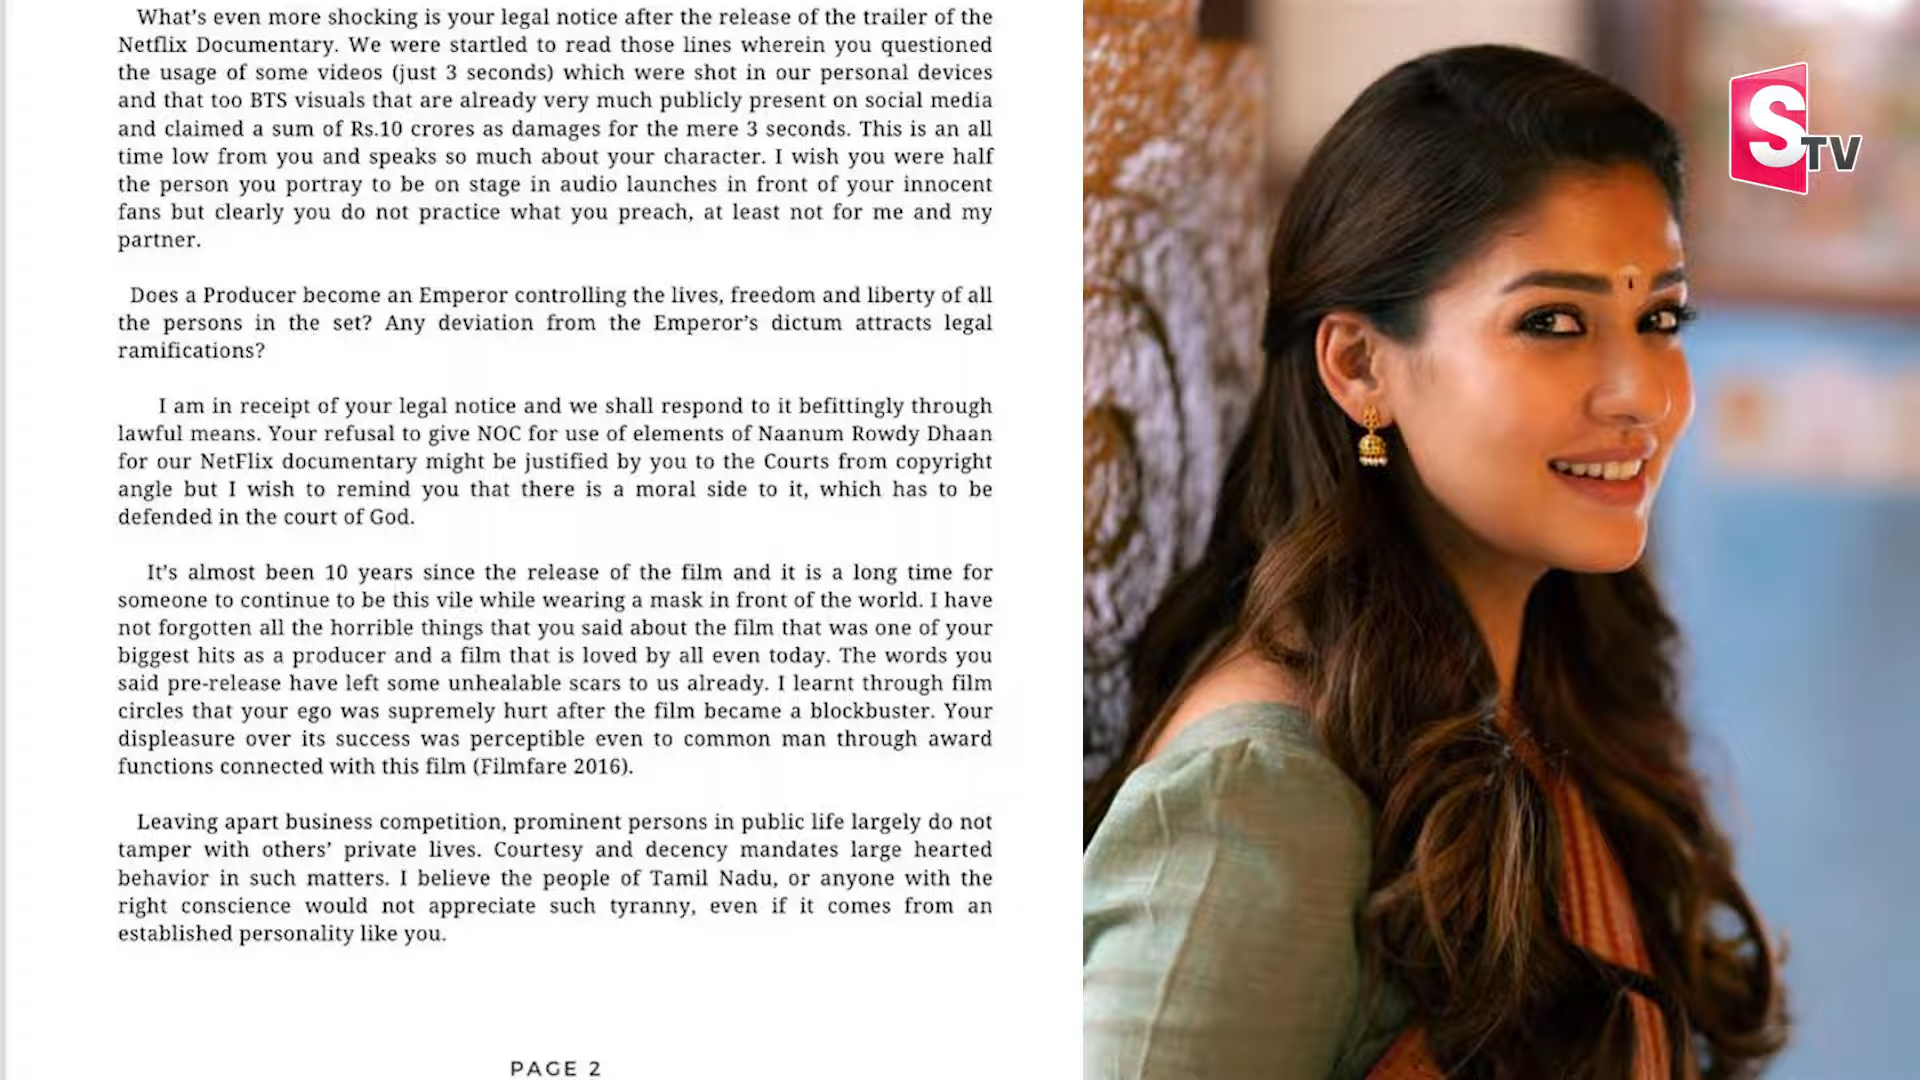 What's even more shocking is your legal notice after the release of the trailer of the
Netflix Documentary. We were startled to read those lines wherein you questioned
the usage of some videos (just 3 seconds) which were shot in our personal devices
and that too BTS visuals that are already very much publicly present on social media
and claimed a sum of Rs.10 crores as damages for the mere 3 seconds. This is an all
time low from you and speaks so much about your character. I wish you were half
the person you portray to be on stage in audio launches in front of your innocent
fans but clearly you do not practice what you preach, at least not for me and my
partner.
Does a Producer become an Emperor controlling the lives, freedom and liberty of all
the persons in the set? Any deviation from the Emperor's dictum attracts legal
ramifications?
I am in receipt of your legal notice and we shall respond to it befittingly through
lawful means. Your refusal to give NOC for use of elements of Naanum Rowdy Dhaan
for our NetFlix documentary might be justified by you to the Courts from copyright
angle but I wish to remind you that there is a moral side to it, which has to be
defended in the court of God.
It's almost been 10 years since the release of the film and it is a long time for
someone to continue to be this vile while wearing a mask in front of the world. I have
not forgotten all the horrible things that you said about the film that was one of your
biggest hits as a producer and a film that is loved by all even today. The words you
said pre-release have left some unhealable scars to us already. I learnt through film
circles that your ego was supremely hurt after the film became a blockbuster. Your
displeasure over its success was perceptible even to common man through award
functions connected with this film (Filmfare 2016).
Leaving apart business competition, prominent persons in public life largely do not
tamper with others' private lives. Courtesy and decency mandates large hearted
behavior in such matters. I believe the people of Tamil Nadu, or anyone with the
right conscience would not appreciate such tyranny, even if it comes from an
established personality like you.
PAGE 2
S TV